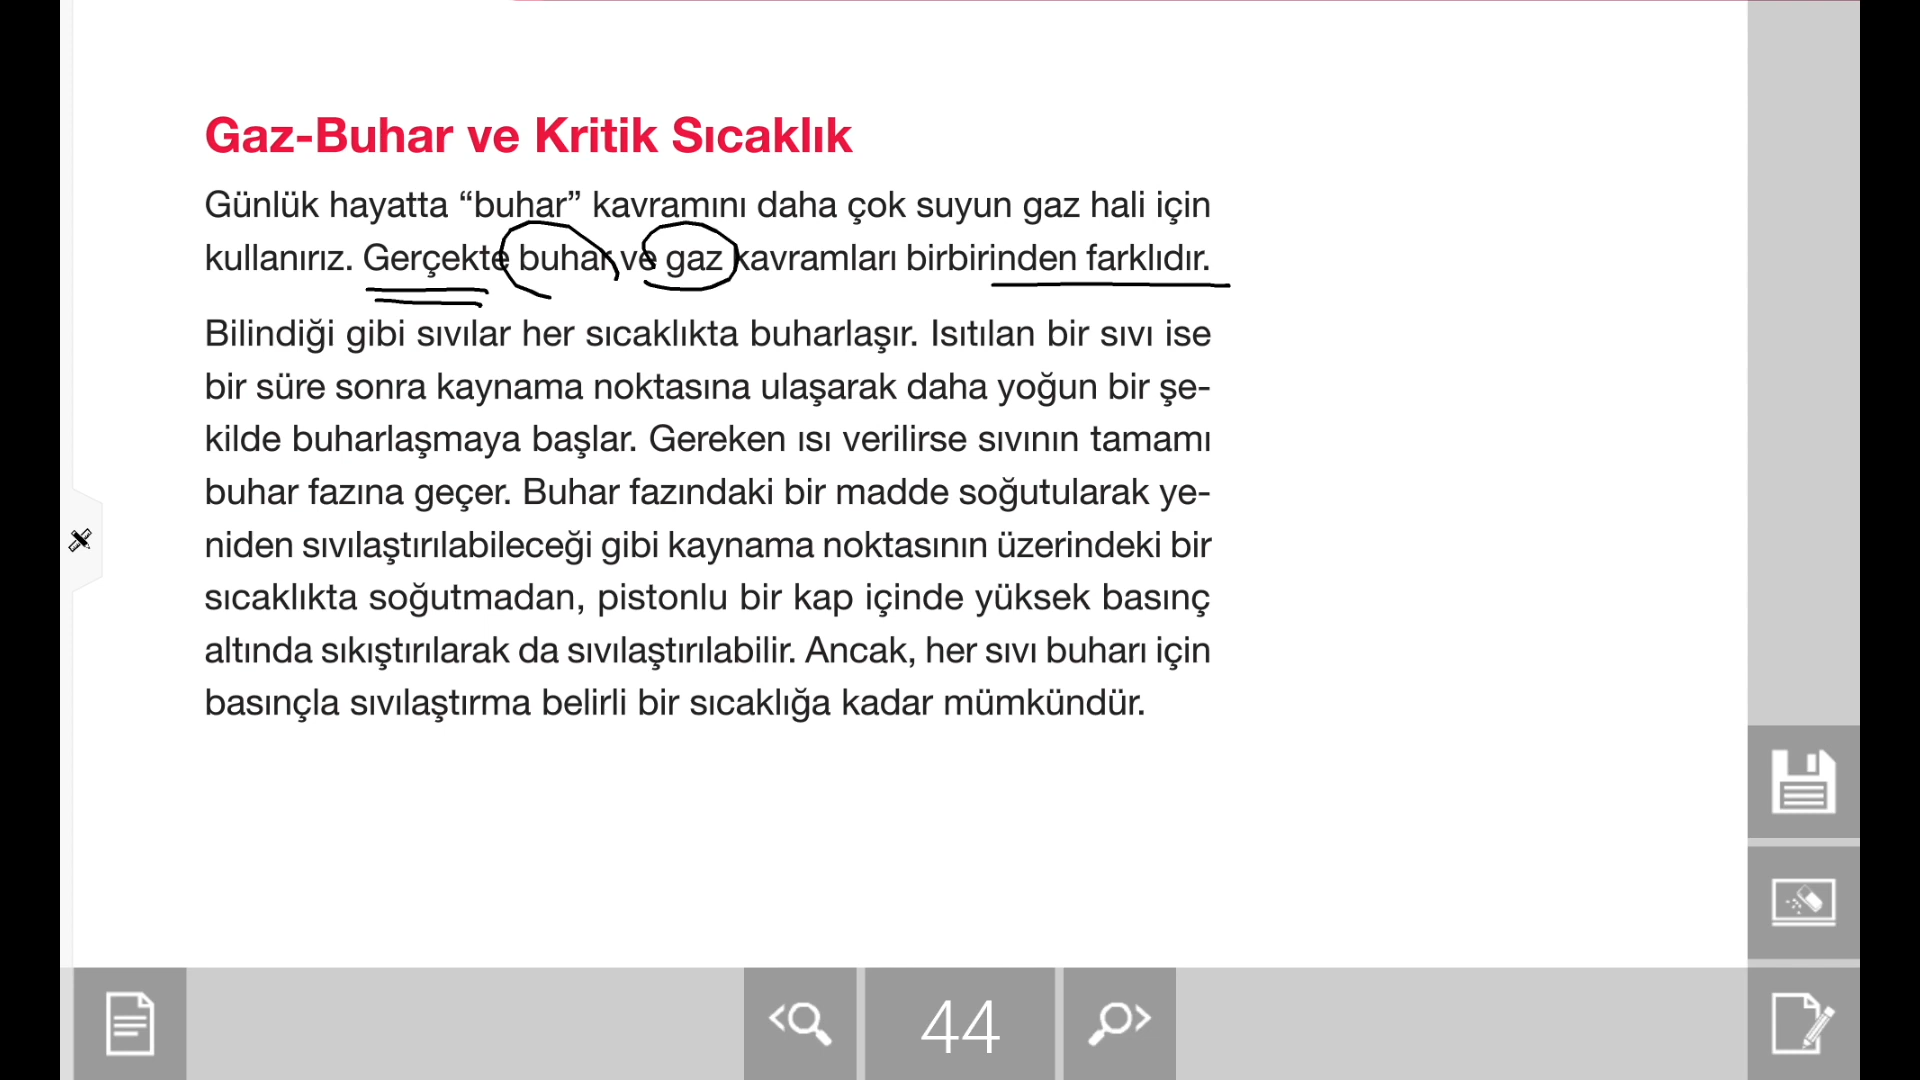 Gaz-Buhar ve Kritik Sıcaklık
Günlük hayatta “buhar” kavramını daha çok suyun gaz hali için
kullanırız. Gerçekte buhar ve gaz kavramları birbirinden farklıdır.
Bilindiği gibi sıvılar her sıcaklıkta buharlaşır. Isıtılan bir sıvı ise
bir süre sonra kaynama noktasına ulaşarak daha yoğun bir şe-
kilde buharlaşmaya başlar. Gereken ısı verilirse sıvının tamamı
buhar fazına geçer. Buhar fazındaki bir madde soğutularak ye-
niden sıvılaştırılabileceği gibi kaynama noktasının üzerindeki bir
sıcaklıkta soğutmadan, pistonlu bir kap içinde yüksek basınç
altında sıkıştırılarak da sıvılaştırılabilir. Ancak, her sıvı buharı için
basınçla sıvılaştırma belirli bir sıcaklığa kadar mümkündür.
44